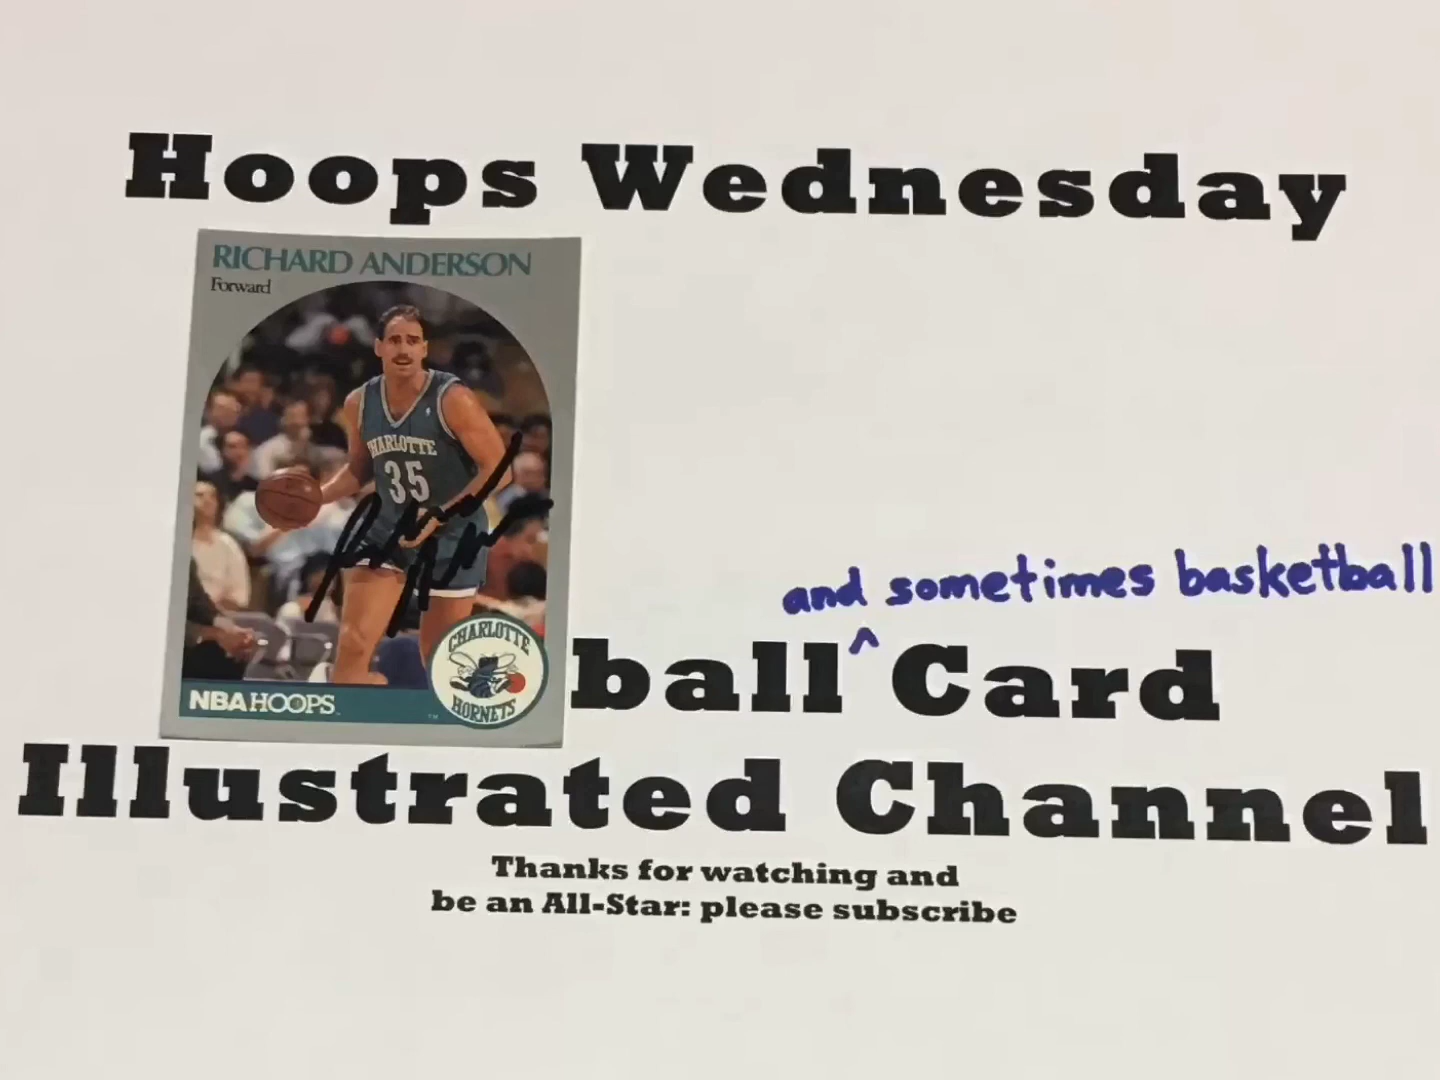 Hoops Wednesday
RICHARD ANDERSON
Forward
CHARLOTTE
35
CHARLOTTE
HORNETS
NBA HOOPS
and sometimes basketball
ball ^ Card
Illustrated Channel
Thanks for watching and
be an All-Star: please subscribe